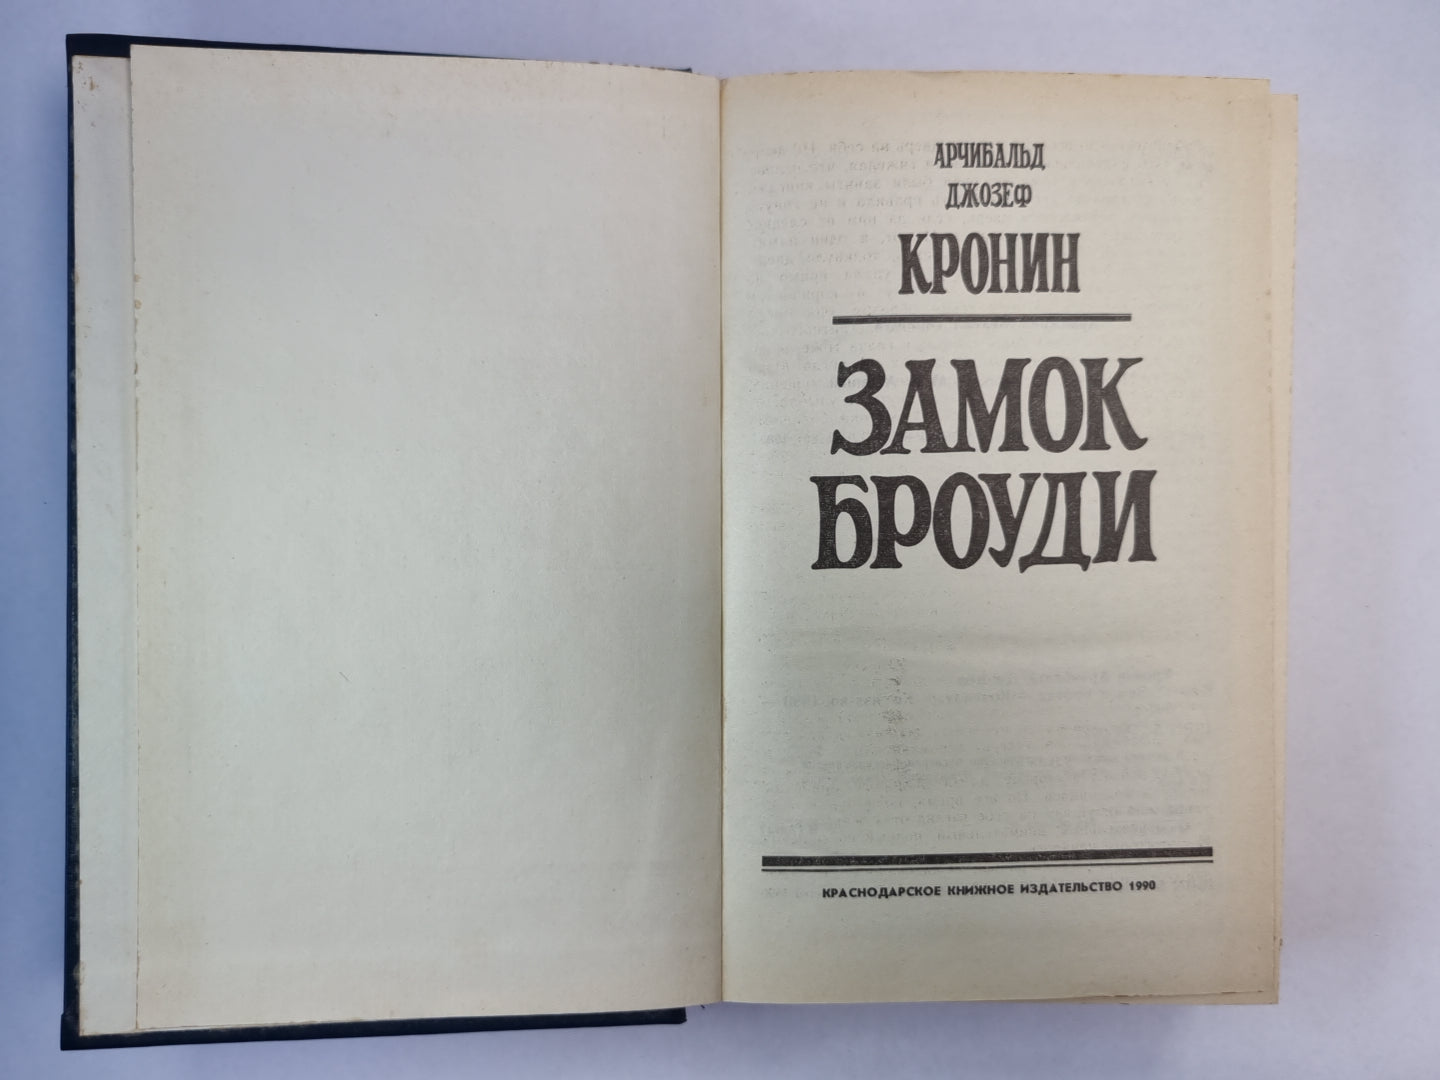 АРЧИБАЛЬД
ДЖОЗЕФ
КРОНИН
ЗАМОК
БРОУДИ
КРАСНОДАРСКОЕ КНИЖНОЕ ИЗДАТЕЛЬСТВО 1990